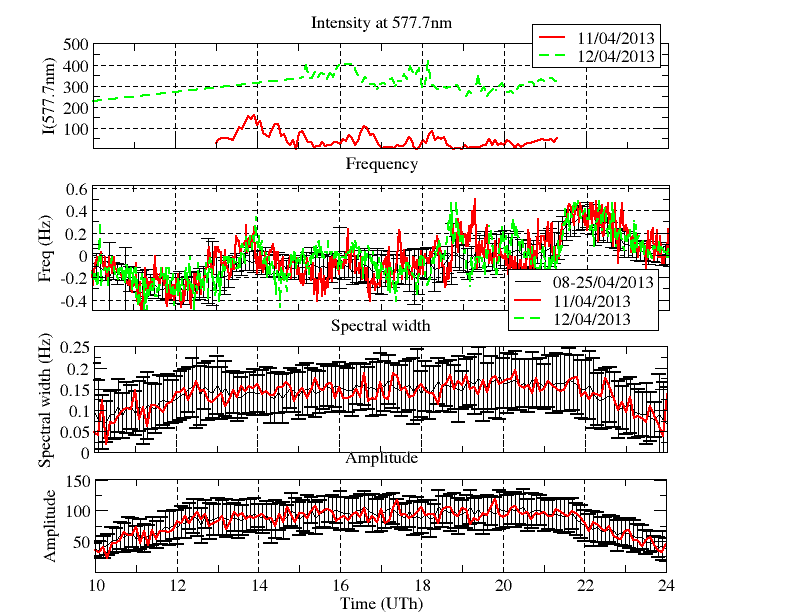 Intensity at 577.7nm
11/04/2013
12/04/2013
I(577.7nm)
500
400
300
200
100
Frequency
Freq (Hz)
0.6
0.4
0.2
0
-0.2
-0.4
08-25/04/2013
11/04/2013
12/04/2013
Spectral width
Spectral width (Hz)
0.25
0.2
0.15
0.1
0.05
0
Amplitude
Amplitude
150
100
50
10 12 14 16 18 20 22 24
Time (UTh)